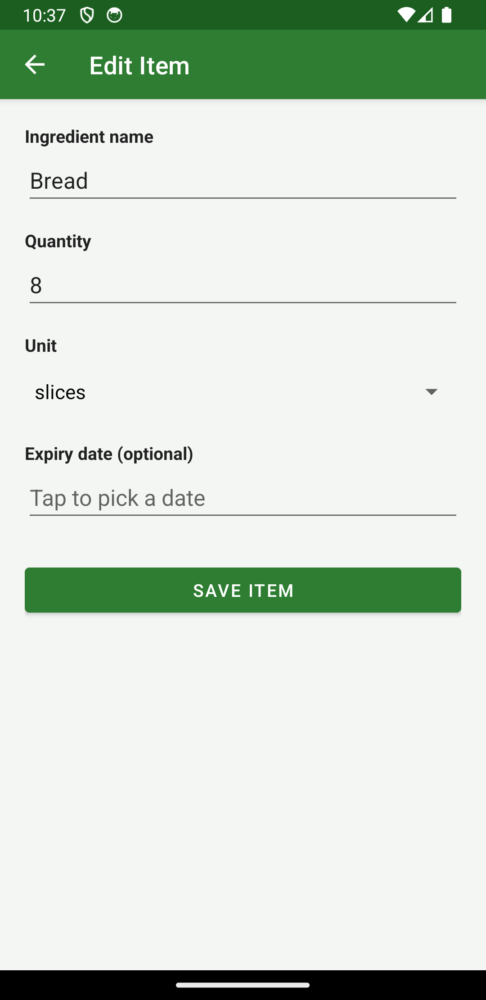 10:37
Edit Item
Ingredient name
Bread
Quantity
8
Unit
slices
Expiry date (optional)
Tap to pick a date
SAVE ITEM